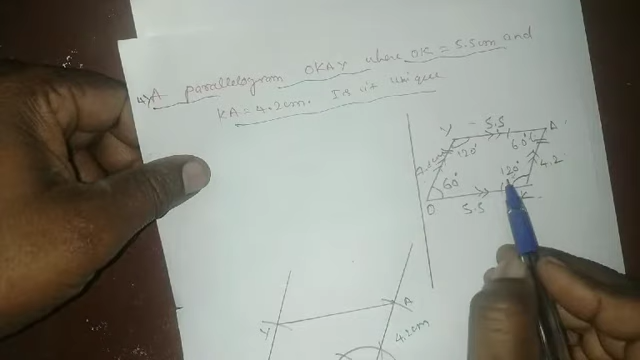 4) A parallelogram OKAY where OK = 5.5cm and
KA = 4.2cm. Is it unique
Y 5.5 A
120° 60°
60° 120° 4.2
O 5.5 K
Y A
4.2cm